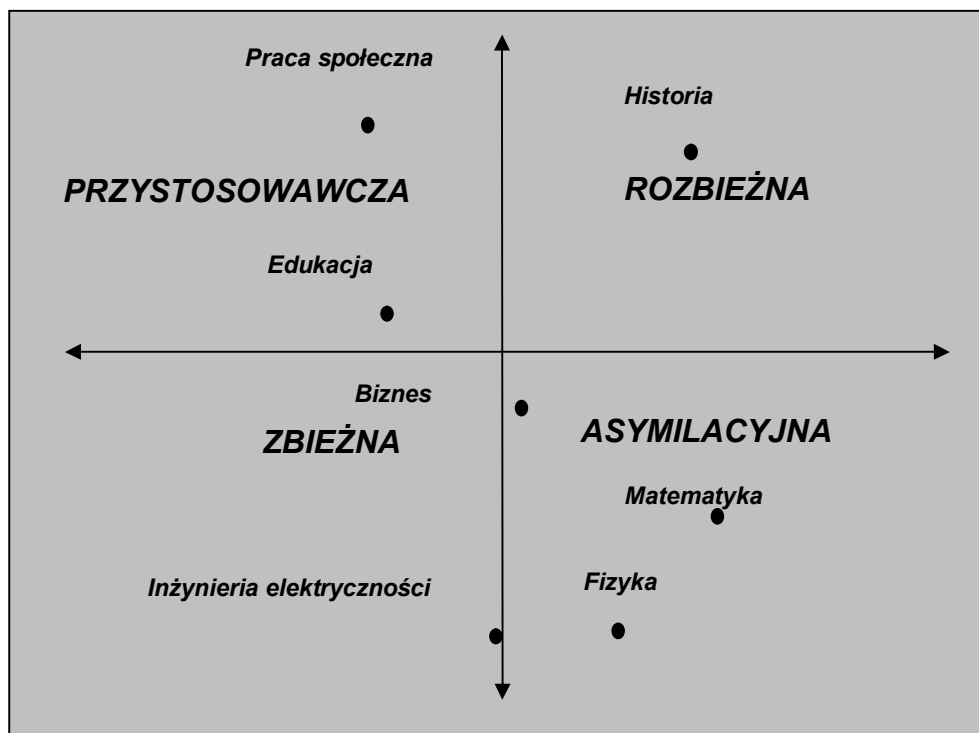 Praca społeczna
Historia
PRZYSTOSOWAWCZA
ROZBIEŻNA
Edukacja
Biznes
ZBIEŻNA
ASYMILACYJNA
Matematyka
Inżynieria elektryczności
Fizyka